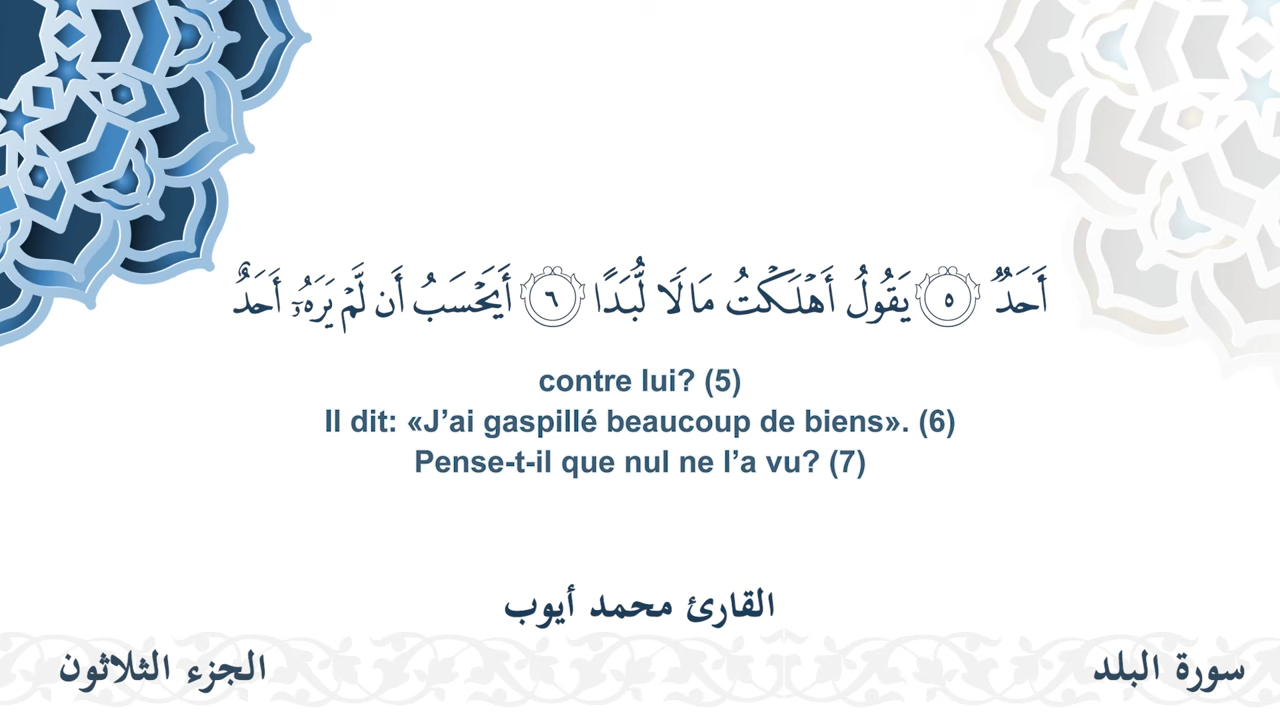 أَحَدٌ ۝٥ يَقُولُ أَهْلَكْتُ مَالًا لُّبَدًا ۝٦ أَيَحْسَبُ أَن لَّمْ يَرَهُۥٓ أَحَدٌ
contre lui? (5)
Il dit: «J’ai gaspillé beaucoup de biens». (6)
Pense-t-il que nul ne l’a vu? (7)
القارئ محمد أيوب
سورة البلد
الجزء الثلاثون